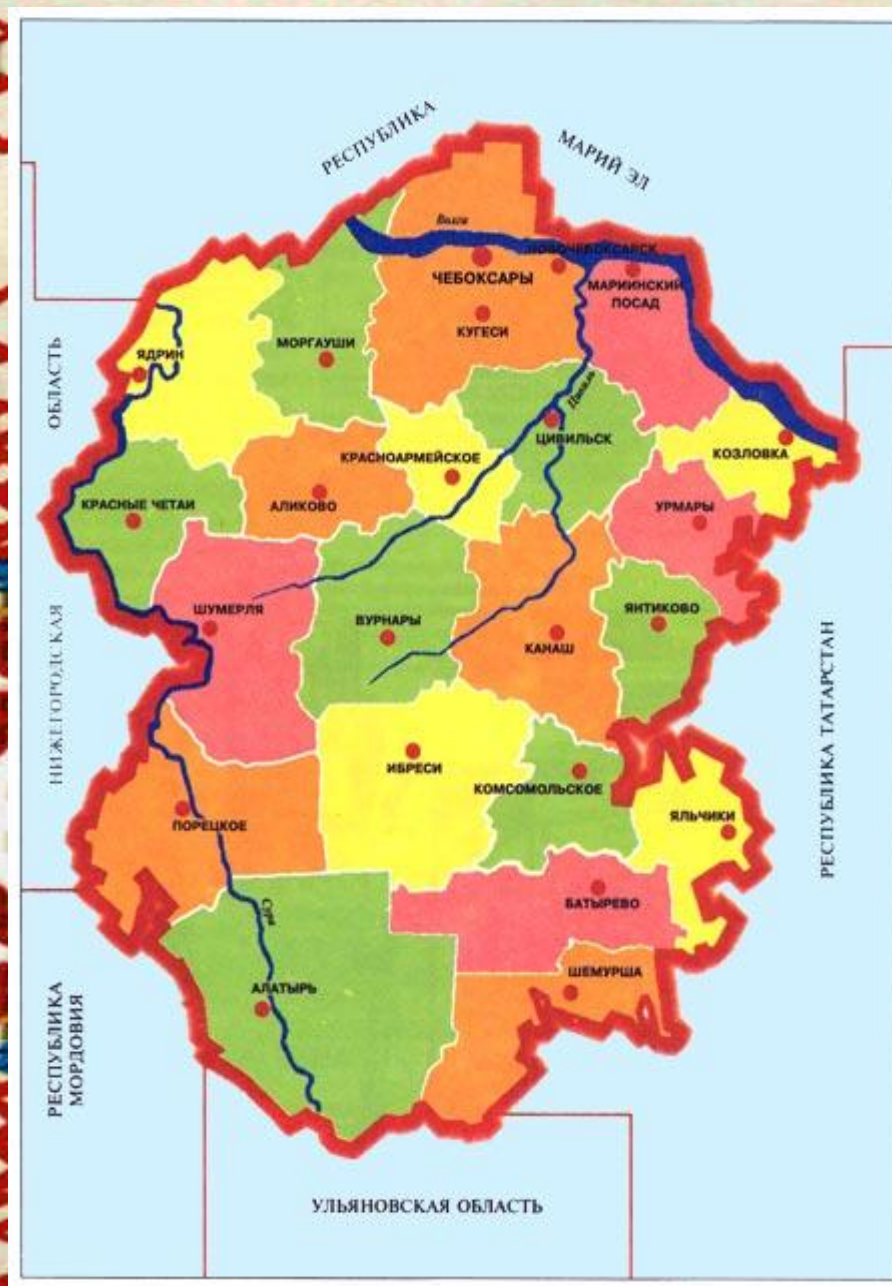 РЕСПУБЛИКА
МАРИЙ ЭЛ
Волга
НОВОЧЕБОКСАРСК
ЧЕБОКСАРЫ
МАРИИНСКИЙ
ПОСАД
КУГЕСИ
ОБЛАСТЬ
ЯДРИН
МОРГАУШИ
Цивиль
ЦИВИЛЬСК
КРАСНОАРМЕЙСКОЕ
КОЗЛОВКА
КРАСНЫЕ ЧЕТАИ
АЛИКОВО
УРМАРЫ
НИЖЕГОРОДСКАЯ
ШУМЕРЛЯ
ВУРНАРЫ
КАНАШ
ЯНТИКОВО
РЕСПУБЛИКА ТАТАРСТАН
ИБРЕСИ
КОМСОМОЛЬСКОЕ
ПОРЕЦКОЕ
ЯЛЬЧИКИ
Сура
БАТЫРЕВО
ШЕМУРША
АЛАТЫРЬ
РЕСПУБЛИКА
МОРДОВИЯ
УЛЬЯНОВСКАЯ ОБЛАСТЬ